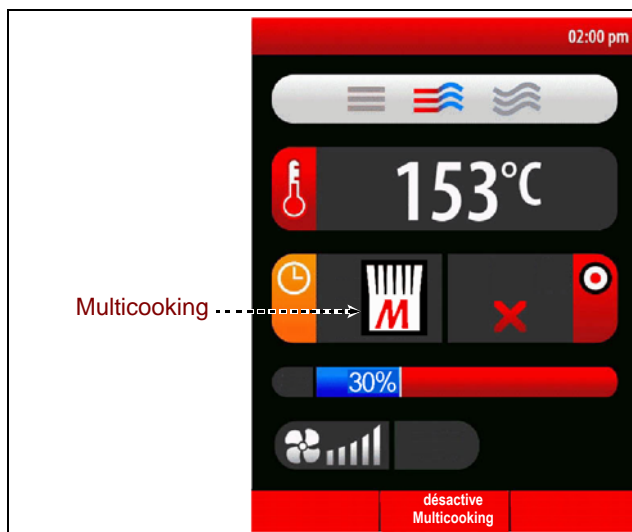 02:00 pm
153°C
Multicooking
M
30%
désactive
Multicooking